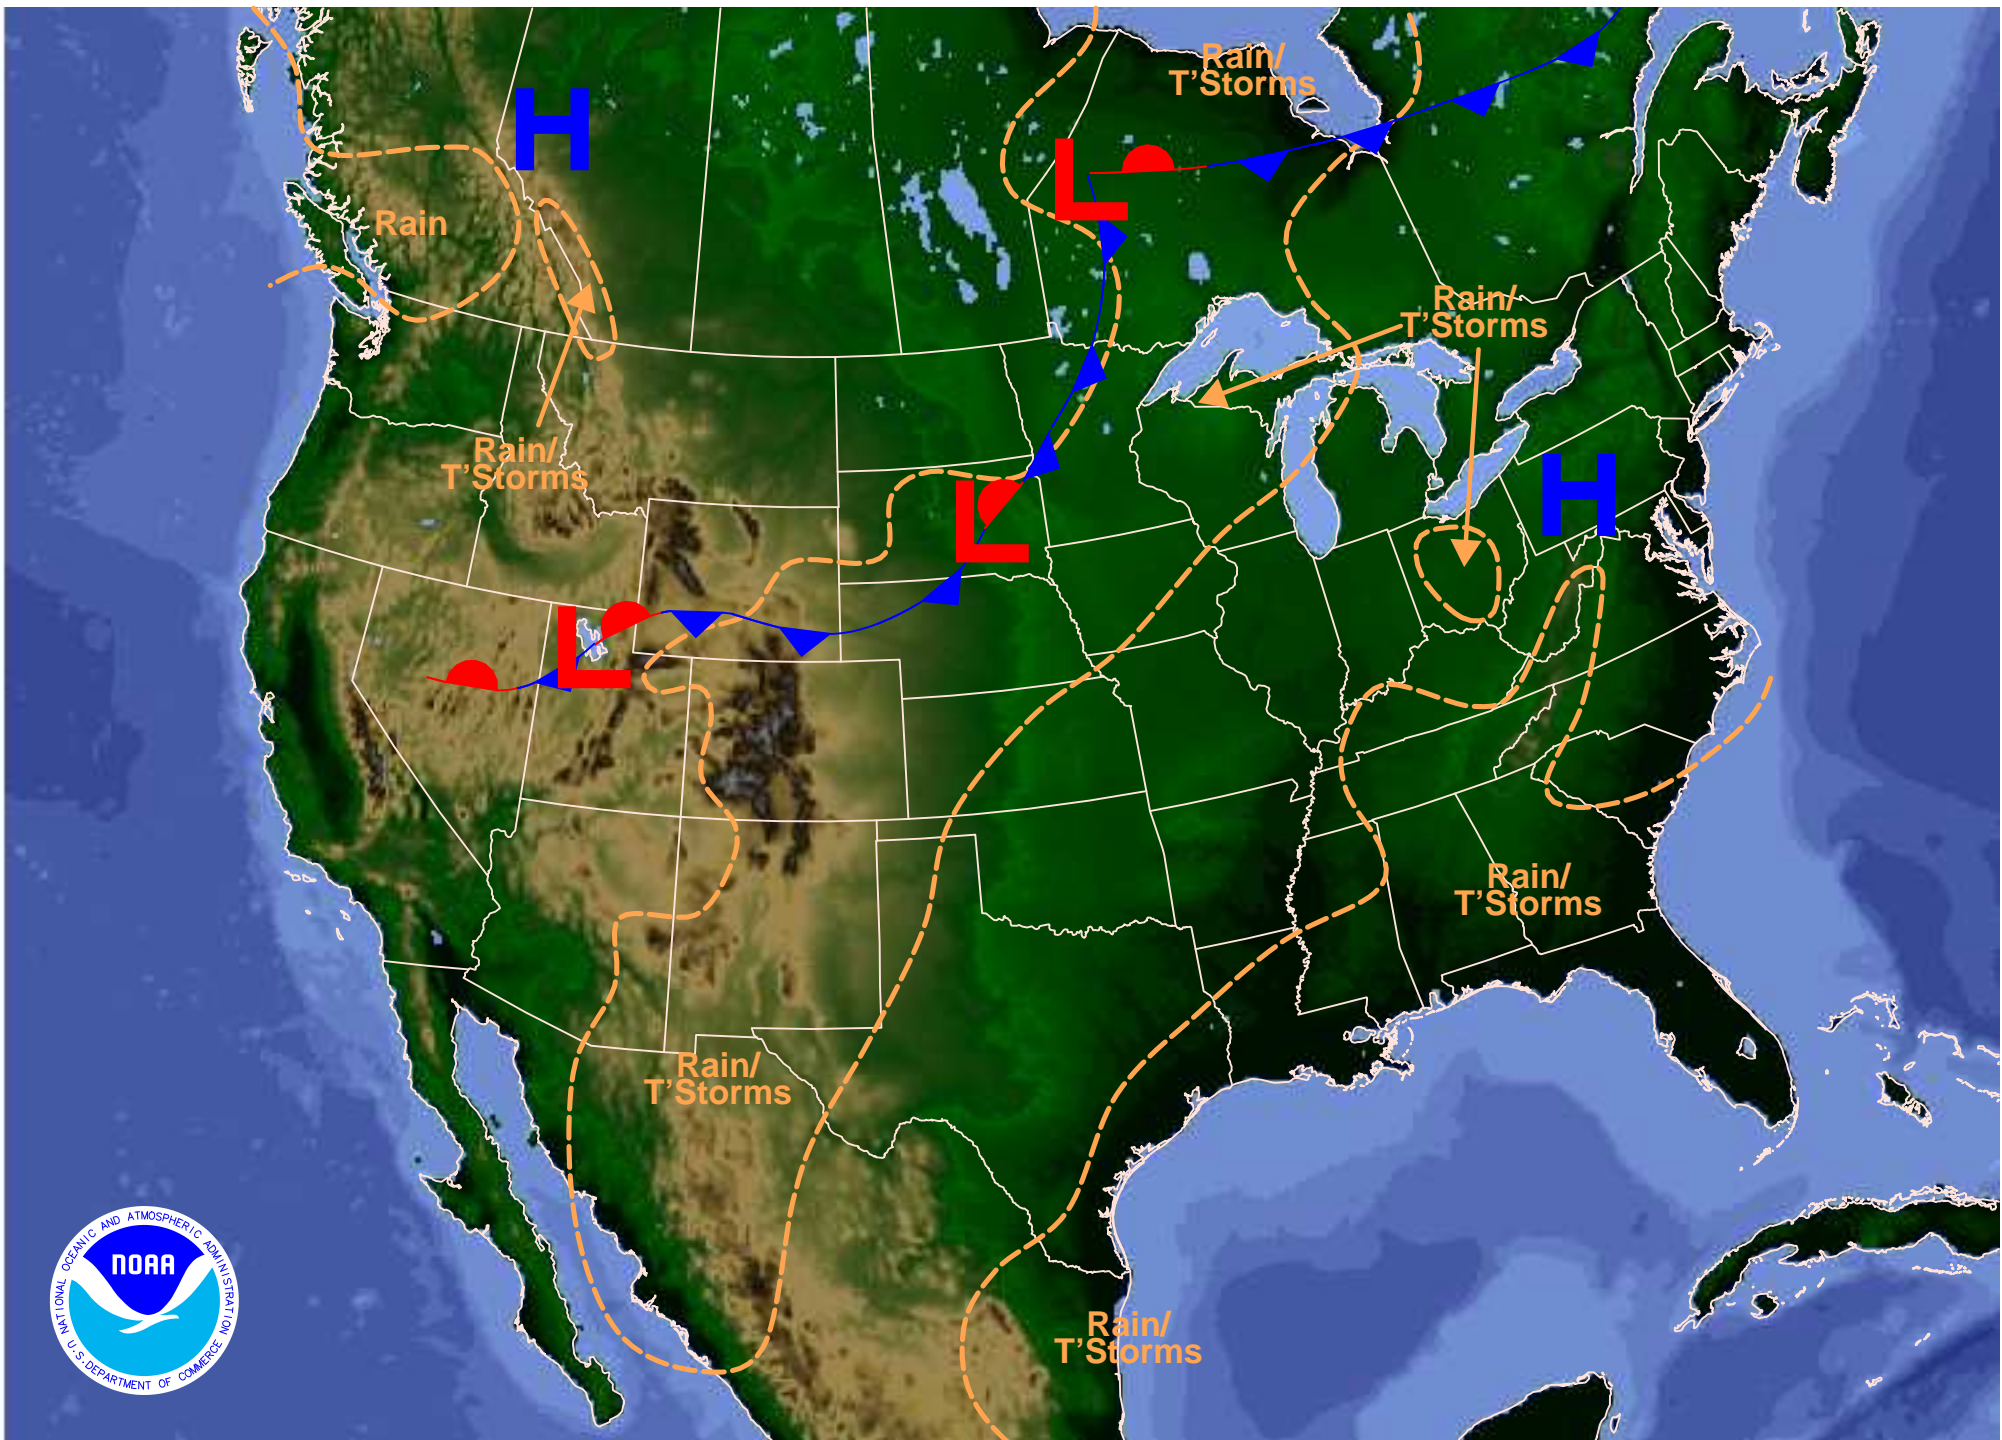 Rain/
T'Storms
H
L
Rain
Rain/
T'Storms
Rain/
T'Storms
H
L
L
Rain/
T'Storms
Rain/
T'Storms
Rain/
T'Storms
NATIONAL OCEANIC AND ATMOSPHERIC ADMINISTRATION
NOAA
U.S. DEPARTMENT OF COMMERCE